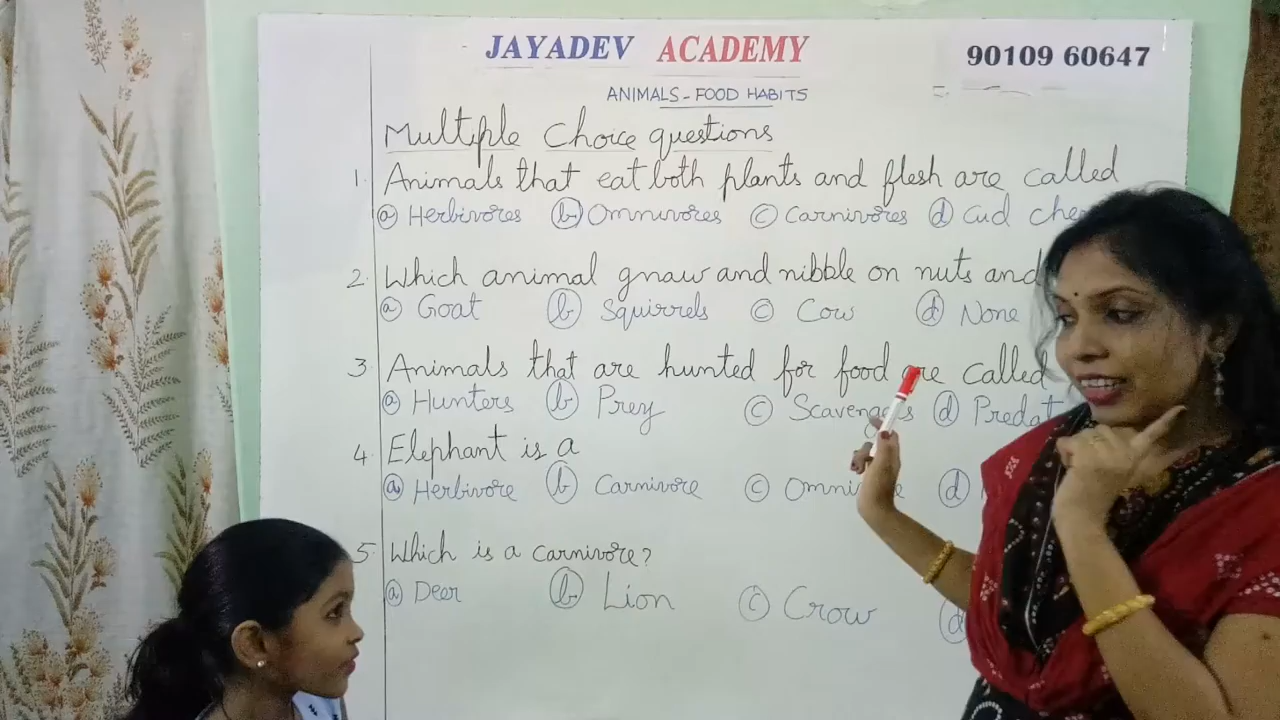 JAYADEV ACADEMY
90109 60647
ANIMALS - FOOD HABITS
Multiple Choice questions
1. Animals that eat both plants and flesh are called
a Herbivores b Omnivores c Carnivores d Cud
2. Which animal gnaw and nibble on nuts and
a Goat b Squirrels c Cow d None
3 Animals that are hunted for food are called
a Hunters b Prey c Scavengers d
4 Elephant is a
a Herbivore b Carnivore c Omnivore d
5 Which is a carnivore?
a Deer b Lion c Crow d